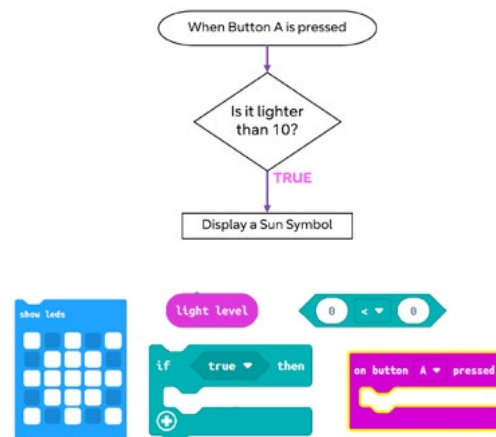 When Button A is pressed
Is it lighter
than 10?
TRUE
Display a Sun Symbol
show leds
light level
0 < 0
if true then
on button A pressed